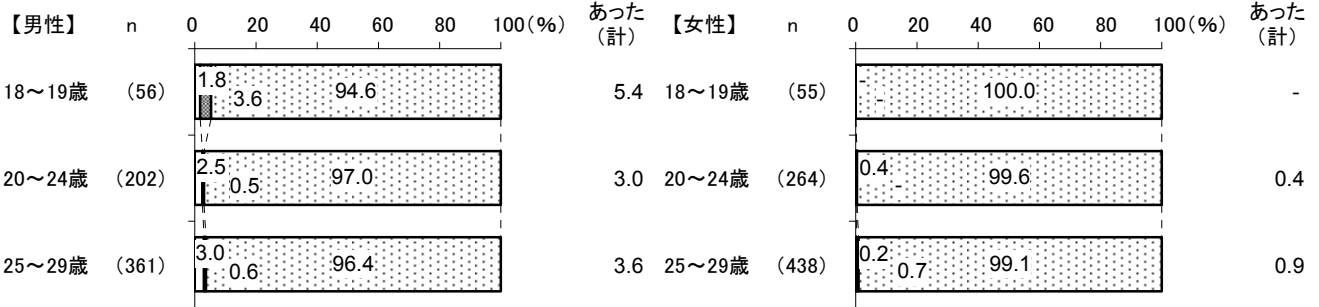 【男性】 n 0 20 40 60 80 100(%) あった（計） 【女性】 n 0 20 40 60 80 100(%) あった（計）
18～19歳 (56) 1.8 3.6 94.6 5.4 18～19歳 (55) - - 100.0 -
20～24歳 (202) 2.5 0.5 97.0 3.0 20～24歳 (264) 0.4 - 99.6 0.4
25～29歳 (361) 3.0 0.6 96.4 3.6 25～29歳 (438) 0.2 0.7 99.1 0.9